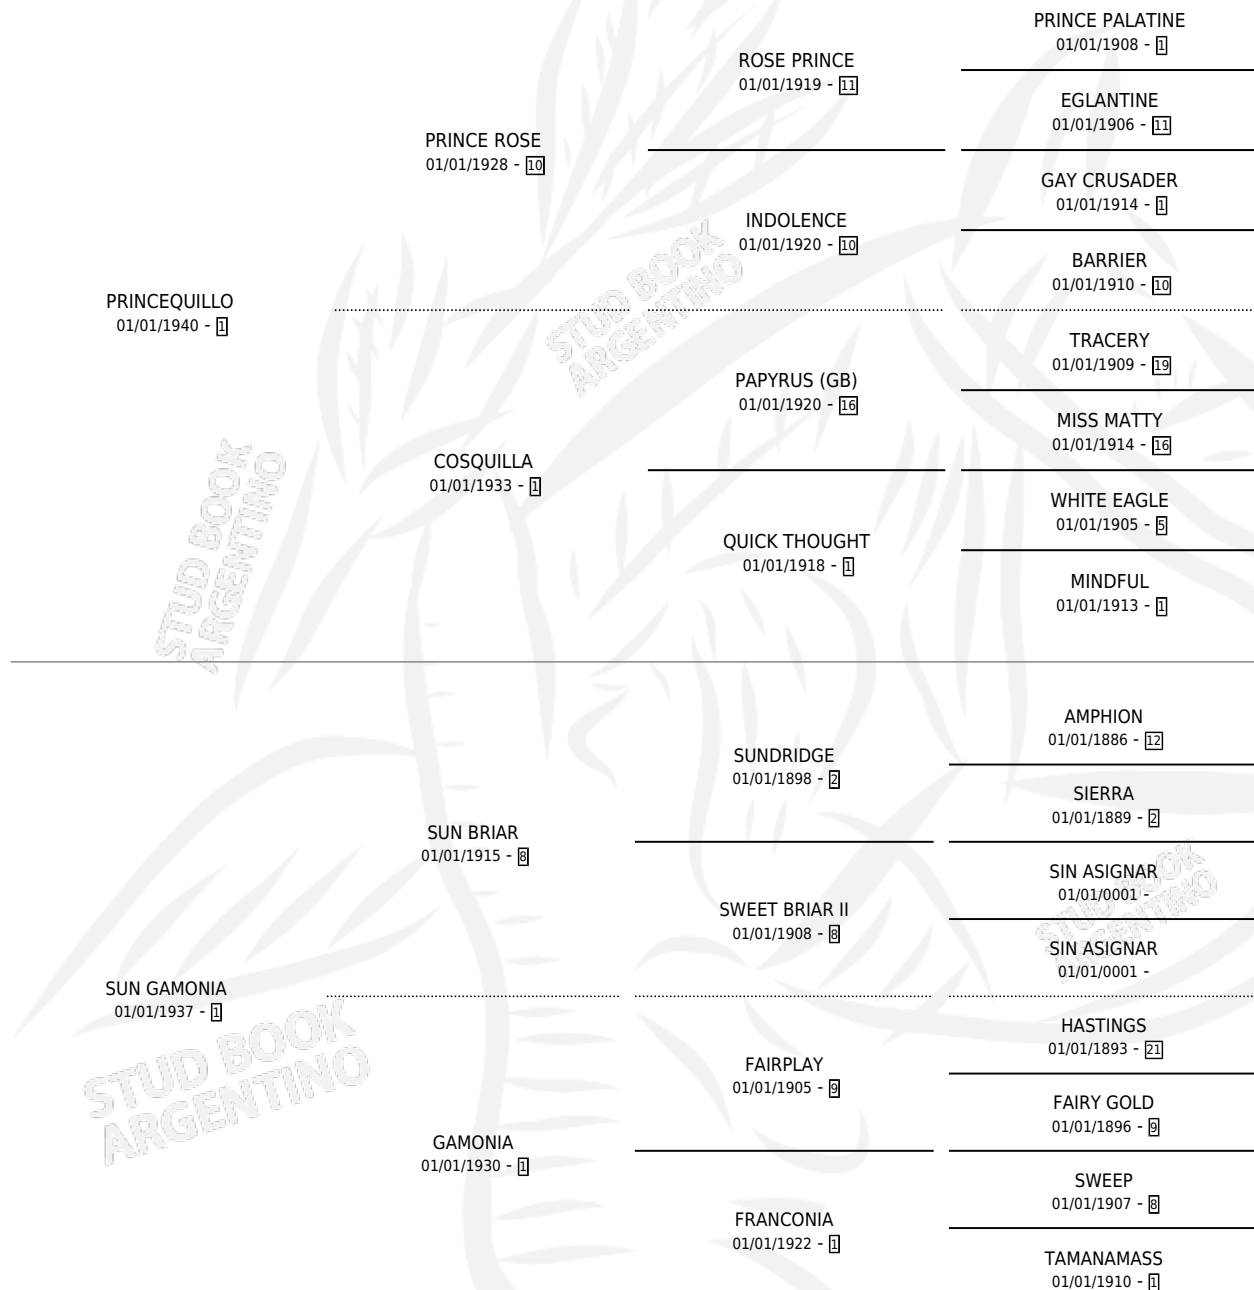 PRINCE PALATINE
01/01/1908 - 1
ROSE PRINCE
01/01/1919 - 11
EGLANTINE
01/01/1906 - 11
PRINCE ROSE
01/01/1928 - 10
GAY CRUSADER
01/01/1914 - 1
INDOLENCE
01/01/1920 - 10
BARRIER
01/01/1910 - 10
PRINCEQUILLO
01/01/1940 - 1
TRACERY
01/01/1909 - 19
PAPYRUS (GB)
01/01/1920 - 16
MISS MATTY
01/01/1914 - 16
COSQUILLA
01/01/1933 - 1
WHITE EAGLE
01/01/1905 - 5
QUICK THOUGHT
01/01/1918 - 1
MINDFUL
01/01/1913 - 1
STUD BOOK
ARGENTINO
STUD BOOK
ARGENTINO
AMPHION
01/01/1886 - 12
SUNDRIDGE
01/01/1898 - 2
SIERRA
01/01/1889 - 2
SUN BRIAR
01/01/1915 - 8
SIN ASIGNAR
01/01/0001 -
SWEET BRIAR II
01/01/1908 - 8
SIN ASIGNAR
01/01/0001 -
SUN GAMONIA
01/01/1937 - 1
HASTINGS
01/01/1893 - 21
FAIRPLAY
01/01/1905 - 9
FAIRY GOLD
01/01/1896 - 9
GAMONIA
01/01/1930 - 1
SWEEP
01/01/1907 - 8
FRANCONIA
01/01/1922 - 1
TAMANAMASS
01/01/1910 - 1
STUD BOOK
ARGENTINO
STUD BOOK
ARGENTINO